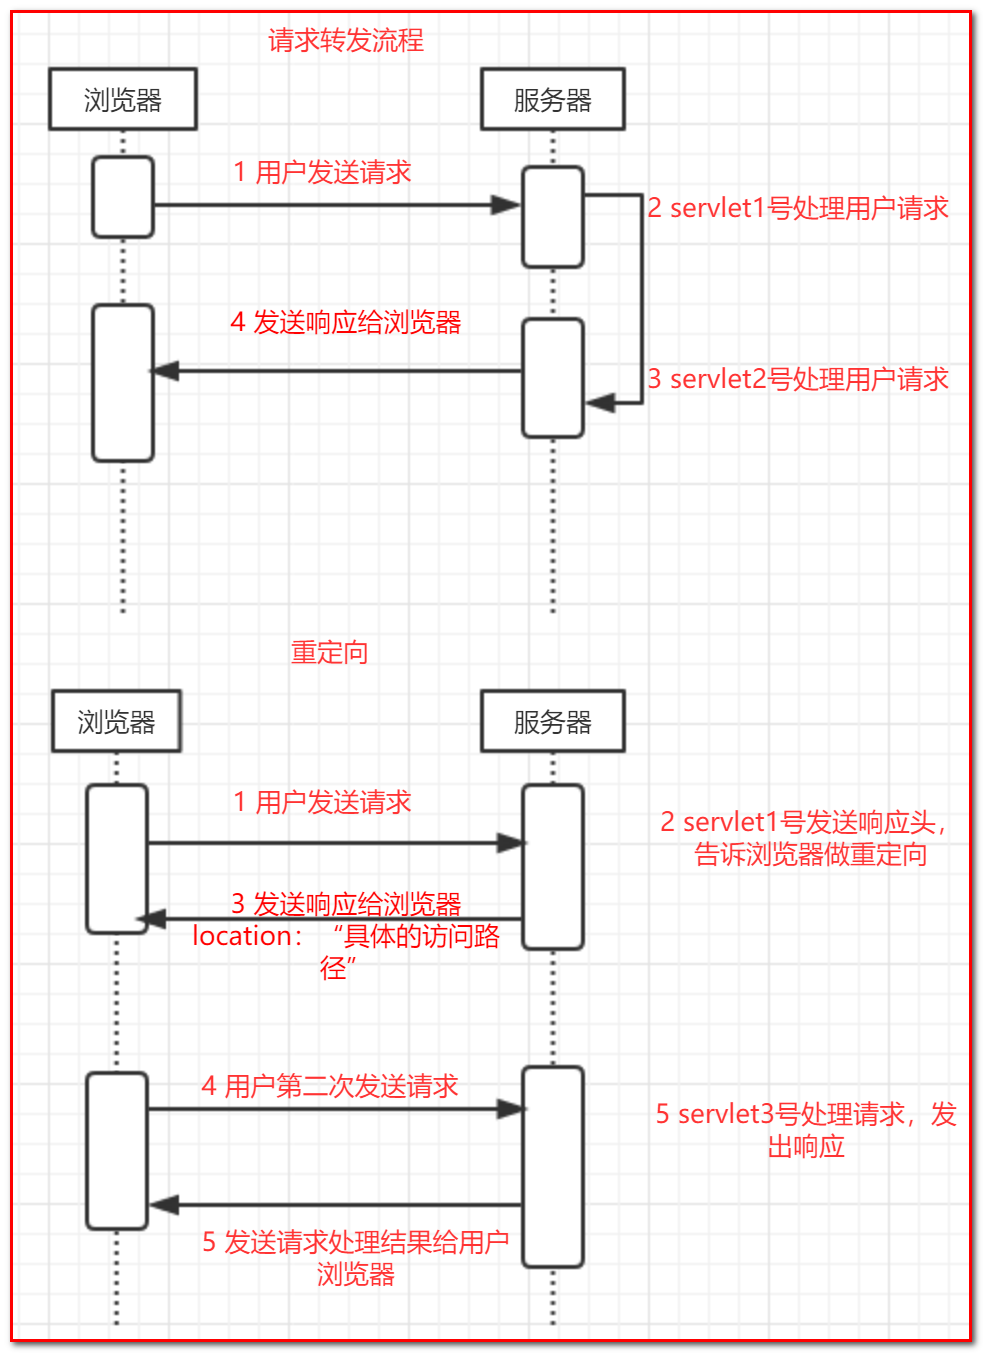 请求转发流程
浏览器
服务器
1 用户发送请求
2 servlet1号处理用户请求
4 发送响应给浏览器
3 servlet2号处理用户请求
重定向
浏览器
服务器
1 用户发送请求
2 servlet1号发送响应头，
告诉浏览器做重定向
3 发送响应给浏览器
location： “具体的访问路
径”
4 用户第二次发送请求
5 servlet3号处理请求，发
出响应
5 发送请求处理结果给用户
浏览器